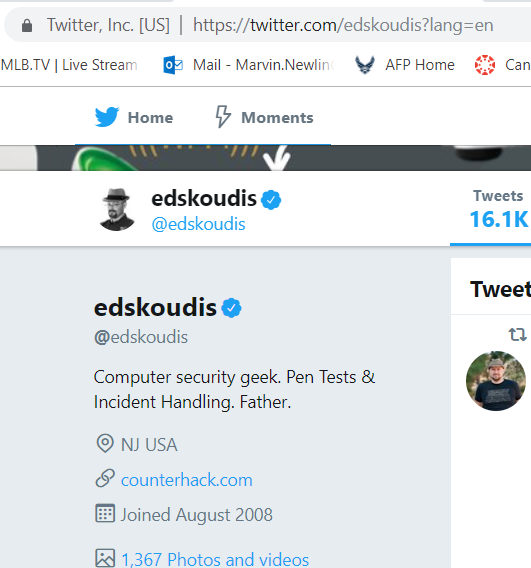 Twitter, Inc. [US] | https://twitter.com/edskoudis?lang=en
MLB.TV | Live Stream Mail - Marvin.Newlin AFP Home Can
Home Moments
edskoudis
@edskoudis
Tweets
16.1K
edskoudis
@edskoudis
Computer security geek. Pen Tests &
Incident Handling. Father.
NJ USA
counterhack.com
Joined August 2008
1,367 Photos and videos
Tweet